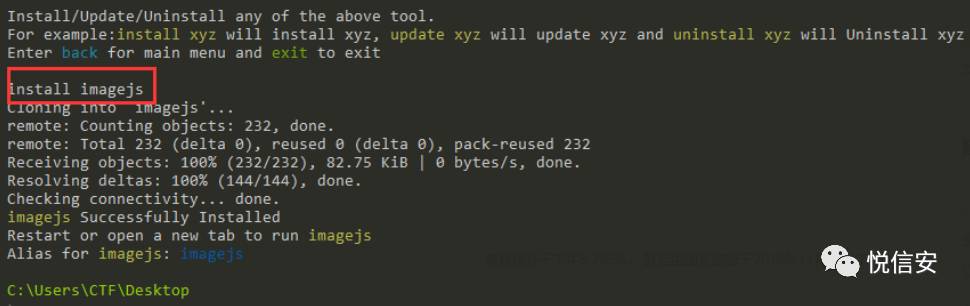 Install/Update/Uninstall any of the above tool.
For example:install xyz will install xyz, update xyz will update xyz and uninstall xyz will Uninstall xyz
Enter back for main menu and exit to exit
install imagejs
Cloning into 'imagejs'...
remote: Counting objects: 232, done.
remote: Total 232 (delta 0), reused 0 (delta 0), pack-reused 232
Receiving objects: 100% (232/232), 82.75 KiB | 0 bytes/s, done.
Resolving deltas: 100% (144/144), done.
Checking connectivity... done.
imagejs Successfully Installed
Restart or open a new tab to run imagejs
Alias for imagejs: imagejs
悦信安
C:\Users\CTF\Desktop